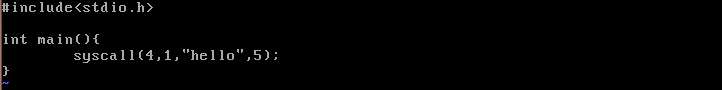 #include<stdio.h>
int main(){
        syscall(4,1,"hello",5);
}
~